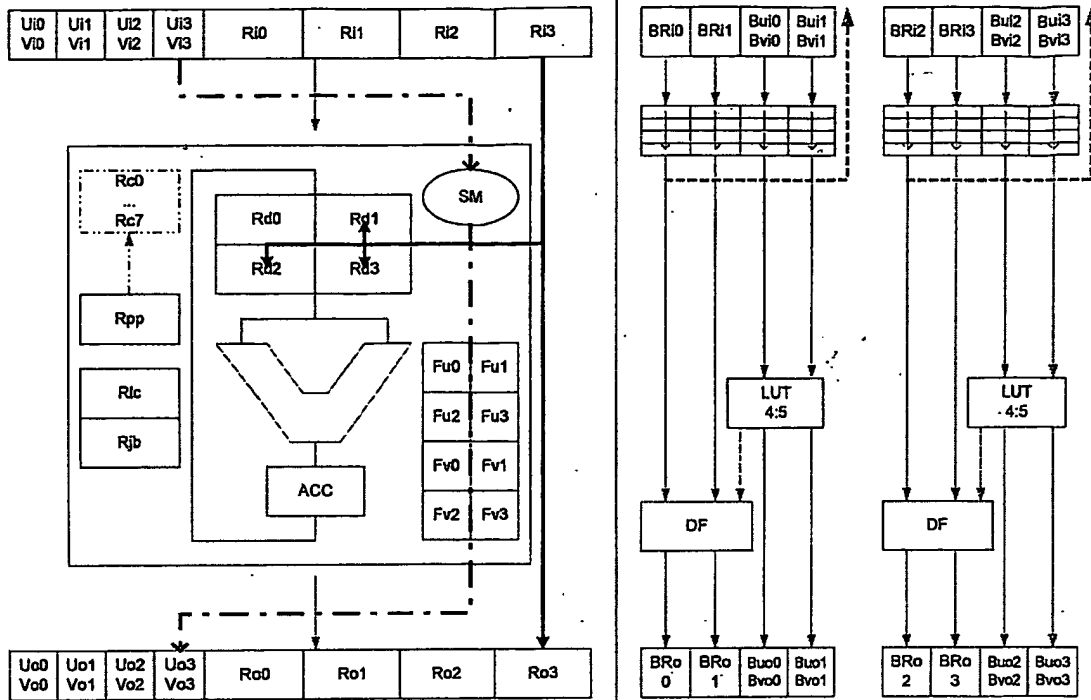 Ui0 Ui1 Ui2 Ui3
Vi0 Vi1 Vi2 Vi3
Ri0 Ri1 Ri2 Ri3
Rc0
...
Rc7
Rpp
Rlc
Rjb
Rd0 Rd1
Rd2 Rd3
SM
ACC
Fu0 Fu1
Fu2 Fu3
Fv0 Fv1
Fv2 Fv3
Uo0 Uo1 Uo2 Uo3
Vo0 Vo1 Vo2 Vo3
Ro0 Ro1 Ro2 Ro3
BRi0 BRi1
Bui0 Bui1
Bvi0 Bvi1
LUT
4:5
DF
BRo BRo
0 1
Buo0 Buo1
Bvo0 Bvo1
BRi2 BRi3
Bui2 Bui3
Bvi2 Bvi3
LUT
4:5
DF
BRo BRo
2 3
Buo2 Buo3
Bvo2 Bvo3